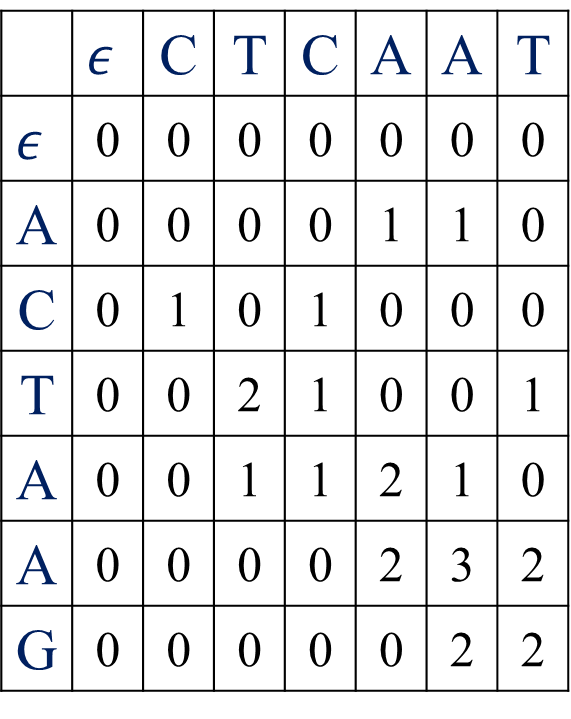 ϵ C T C A A T
ϵ 0 0 0 0 0 0 0
A 0 0 0 0 1 1 0
C 0 1 0 1 0 0 0
T 0 0 2 1 0 0 1
A 0 0 1 1 2 1 0
A 0 0 0 0 2 3 2
G 0 0 0 0 0 2 2